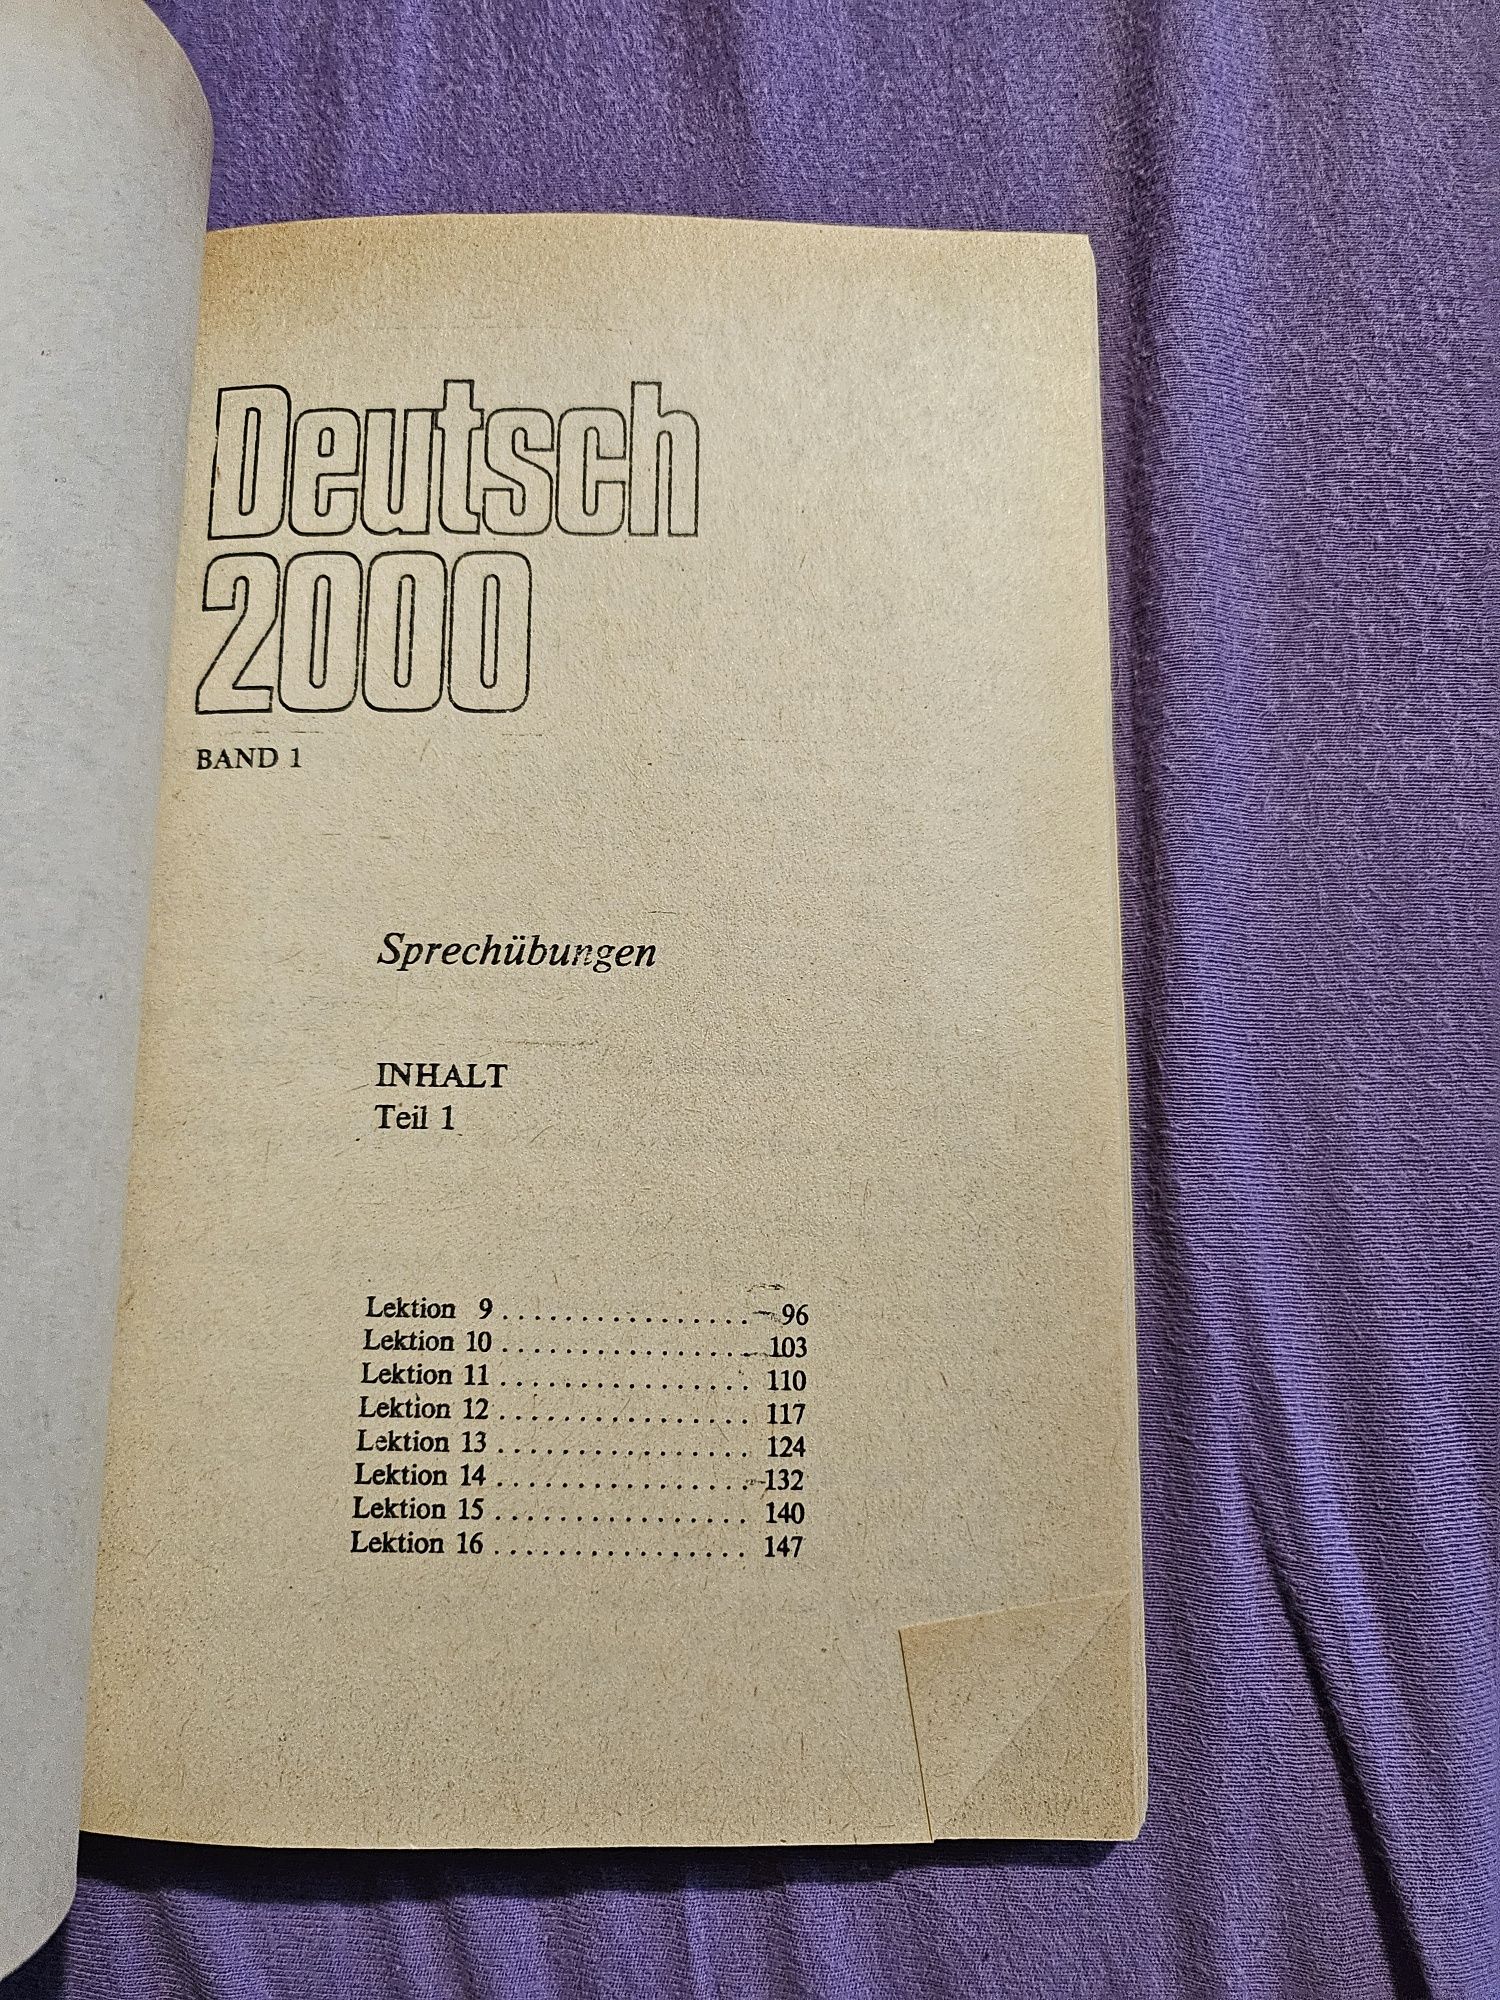 Deutsch
2000
BAND 1
Sprechübungen
INHALT
Teil 1
Lektion 9 . . . . . . . . . . . . . . . . 96
Lektion 10 . . . . . . . . . . . . . . . . 103
Lektion 11 . . . . . . . . . . . . . . . . 110
Lektion 12 . . . . . . . . . . . . . . . . 117
Lektion 13 . . . . . . . . . . . . . . . . 124
Lektion 14 . . . . . . . . . . . . . . . . 132
Lektion 15 . . . . . . . . . . . . . . . . 140
Lektion 16 . . . . . . . . . . . . . . . . 147